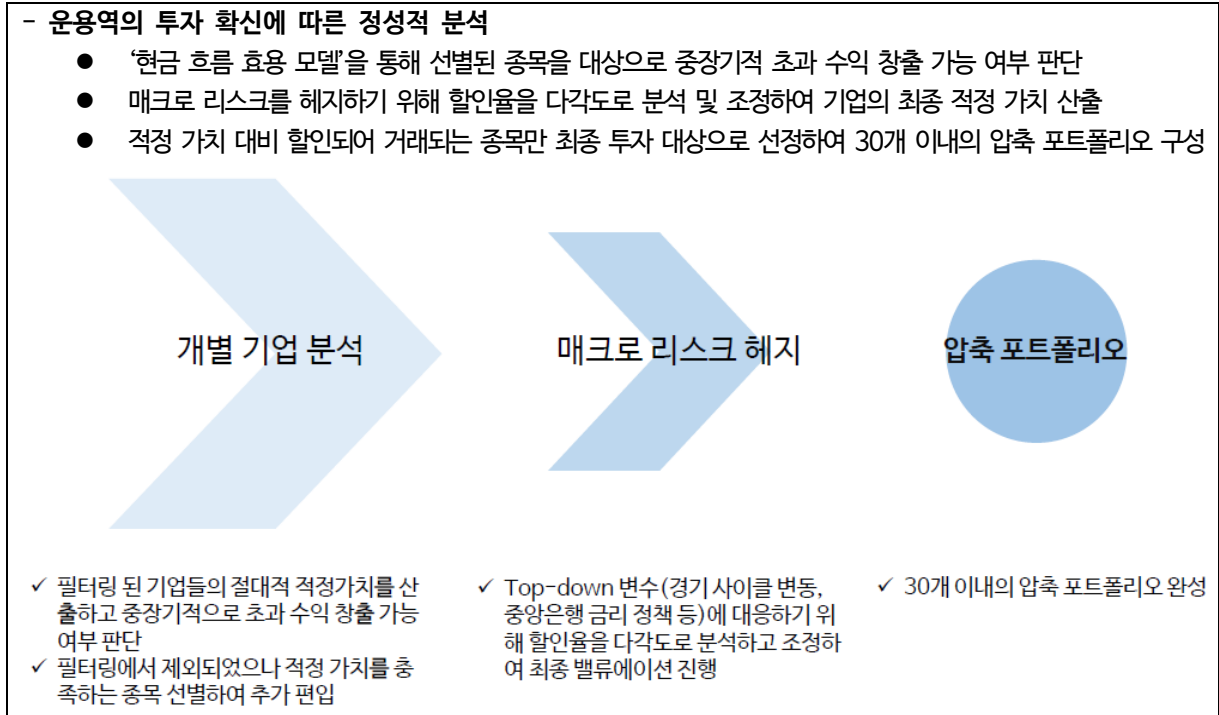 - 운용역의 투자 확신에 따른 정성적 분석
● '현금 흐름 효용 모델'을 통해 선별된 종목을 대상으로 중장기적 초과 수익 창출 가능 여부 판단
● 매크로 리스크를 헤지하기 위해 할인율을 다각도로 분석 및 조정하여 기업의 최종 적정 가치 산출
● 적정 가치 대비 할인되어 거래되는 종목만 최종 투자 대상으로 선정하여 30개 이내의 압축 포트폴리오 구성
개별 기업 분석
매크로 리스크 헤지
압축 포트폴리오
✓ 필터링 된 기업들의 절대적 적정가치를 산
출하고 중장기적으로 초과 수익 창출 가능
여부 판단
✓ 필터링에서 제외되었으나 적정 가치를 충
족하는 종목 선별하여 추가 편입
✓ Top-down 변수(경기 사이클 변동,
중앙은행 금리 정책 등)에 대응하기 위
해 할인율을 다각도로 분석하고 조정하
여 최종 밸류에이션 진행
✓ 30개 이내의 압축 포트폴리오 완성